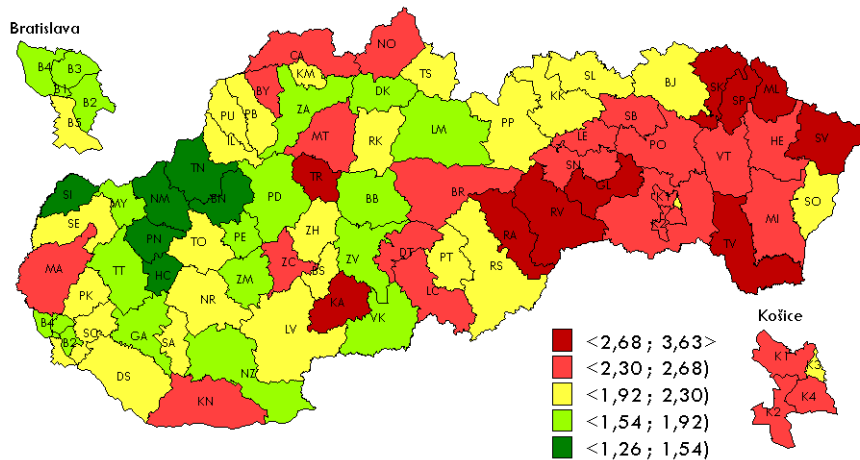 Bratislava
B4
B3
B1
B2
B5
NO
CA
KM
TS
SL
BJ
BY
DK
KK
SK
SP
ML
PU
PB
ZA
PP
IL
MT
RK
LM
LE
SB
PO
VT
HE
SV
TN
SN
SI
NM
BN
TR
BR
GL
K1
MY
PD
BB
RV
K2
SO
SE
PN
TO
PE
ZH
RA
MI
TV
MA
TT
HC
ZM
ZC
BS
ZV
DT
PT
RS
PK
NR
KA
LC
B4
B2
SC
GA
SA
LV
VK
DS
NZ
KN
Košice
K1
K3
K4
K2
<2,68 ; 3,63>
<2,30 ; 2,68)
<1,92 ; 2,30)
<1,54 ; 1,92)
<1,26 ; 1,54)